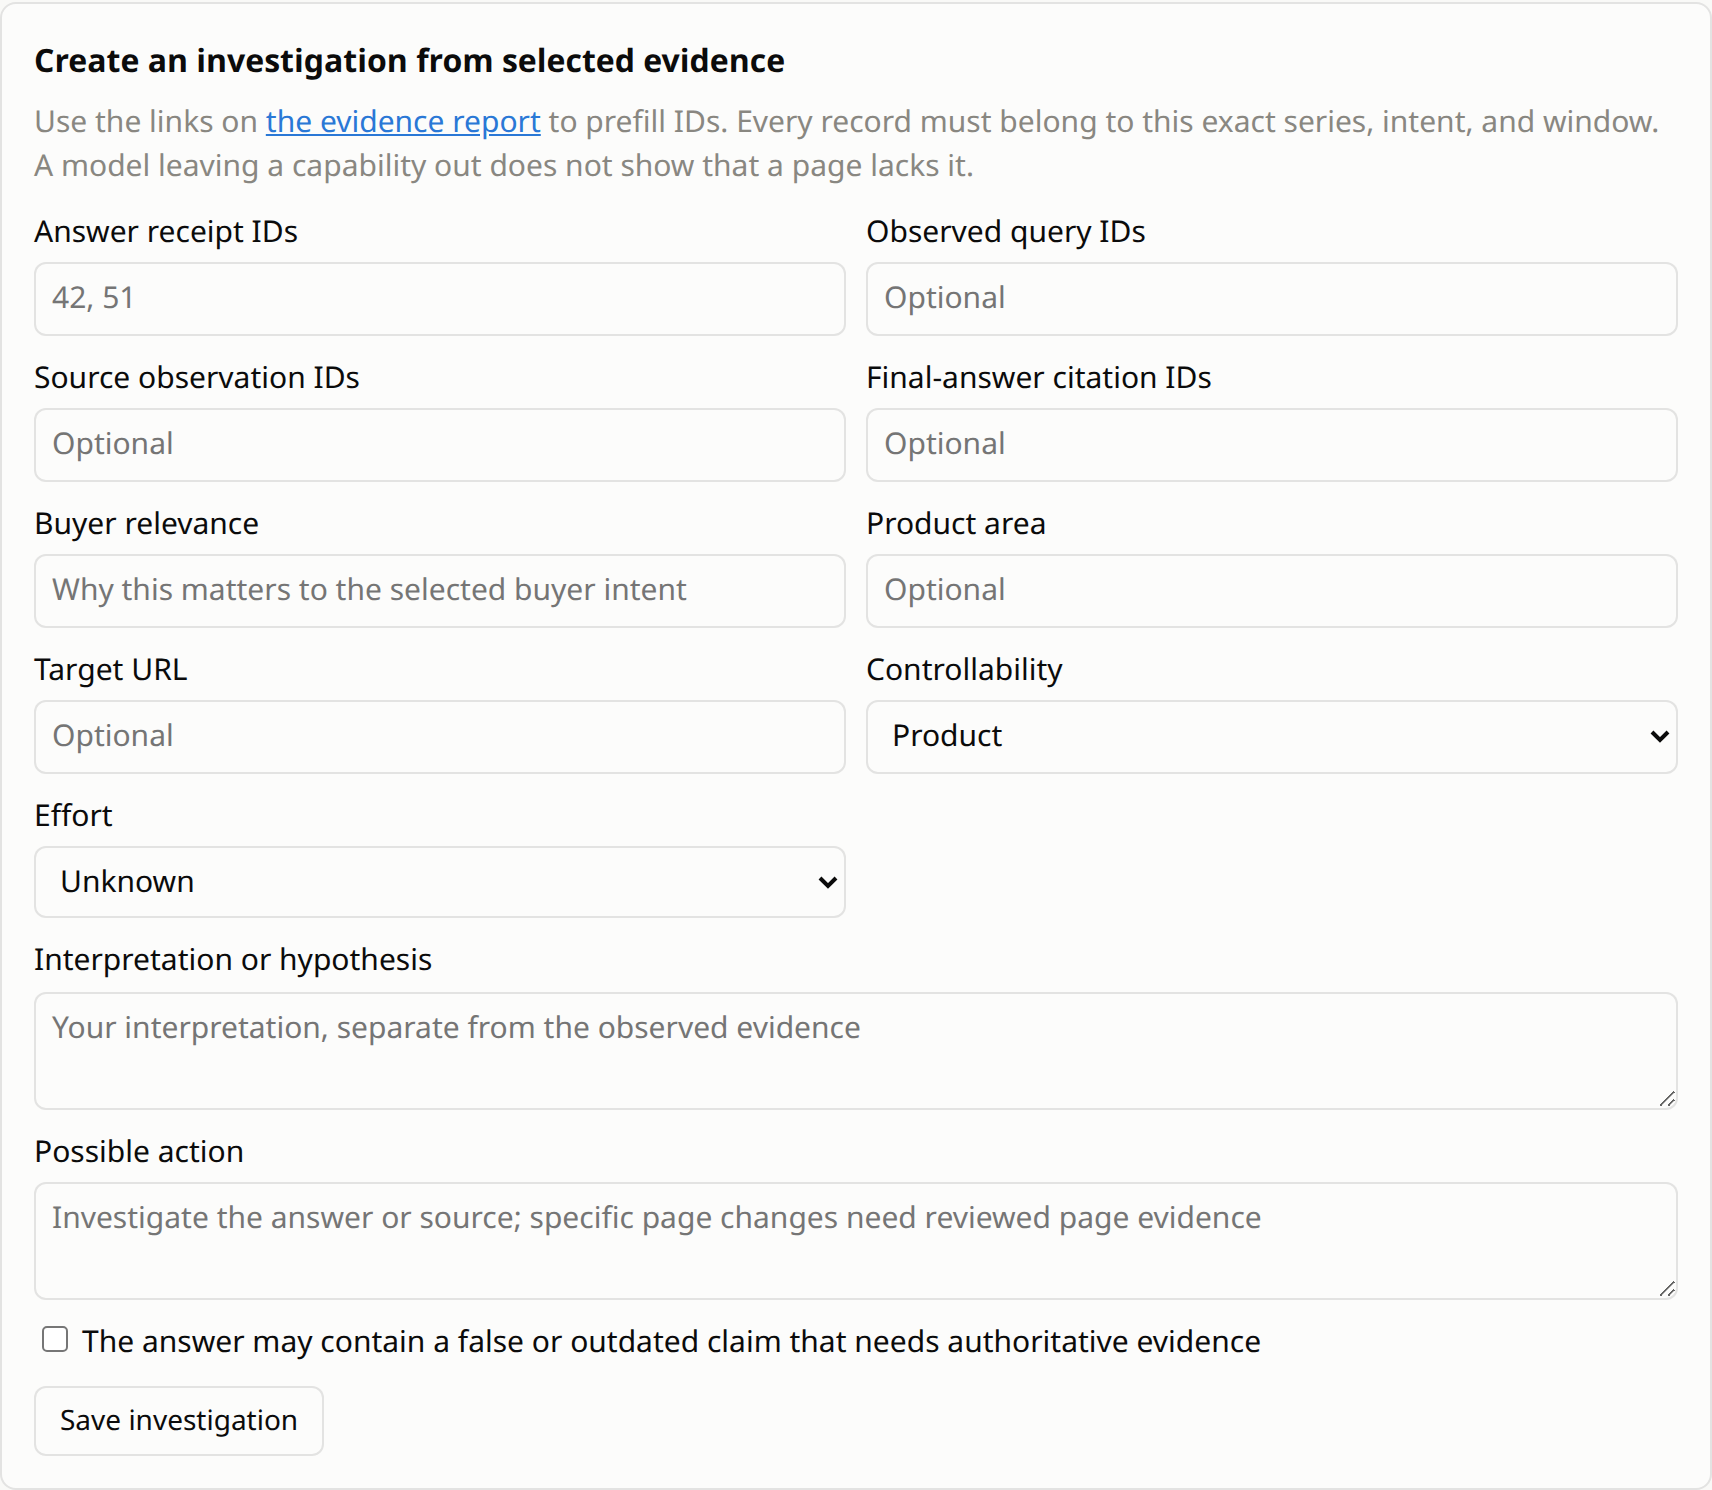 Create an investigation from selected evidence
Use the links on the evidence report to prefill IDs. Every record must belong to this exact series, intent, and window.
A model leaving a capability out does not show that a page lacks it.
Answer receipt IDs
42, 51
Observed query IDs
Optional
Source observation IDs
Optional
Final-answer citation IDs
Optional
Buyer relevance
Why this matters to the selected buyer intent
Product area
Optional
Target URL
Optional
Controllability
Product
Effort
Unknown
Interpretation or hypothesis
Your interpretation, separate from the observed evidence
Possible action
Investigate the answer or source; specific page changes need reviewed page evidence
The answer may contain a false or outdated claim that needs authoritative evidence
Save investigation